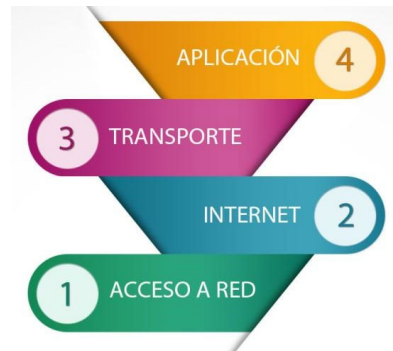 APLICACIÓN 4
3 TRANSPORTE
INTERNET 2
1 ACCESO A RED